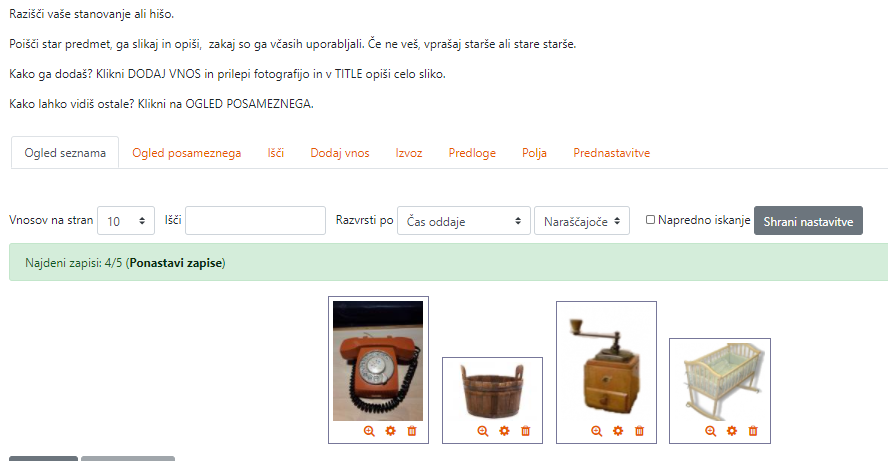 Razišči vaše stanovanje ali hišo.
Poišči star predmet, ga slikaj in opiši,  zakaj so ga včasih uporabljali. Če ne veš, vprašaj starše ali stare starše.
Kako ga dodaš? Klikni DODAJ VNOS in prilepi fotografijo in v TITLE opiši celo sliko.
Kako lahko vidiš ostale? Klikni na OGLED POSAMEZNEGA.
Ogled seznama Ogled posameznega Išči Dodaj vnos Izvoz Predloge Polja Prednastavitve
Vnosov na stran 10 Išči Razvrsti po Čas oddaje Naraščajoče Napredno iskanje Shrani nastavitve
Najdeni zapisi: 4/5 (Ponastavi zapise)